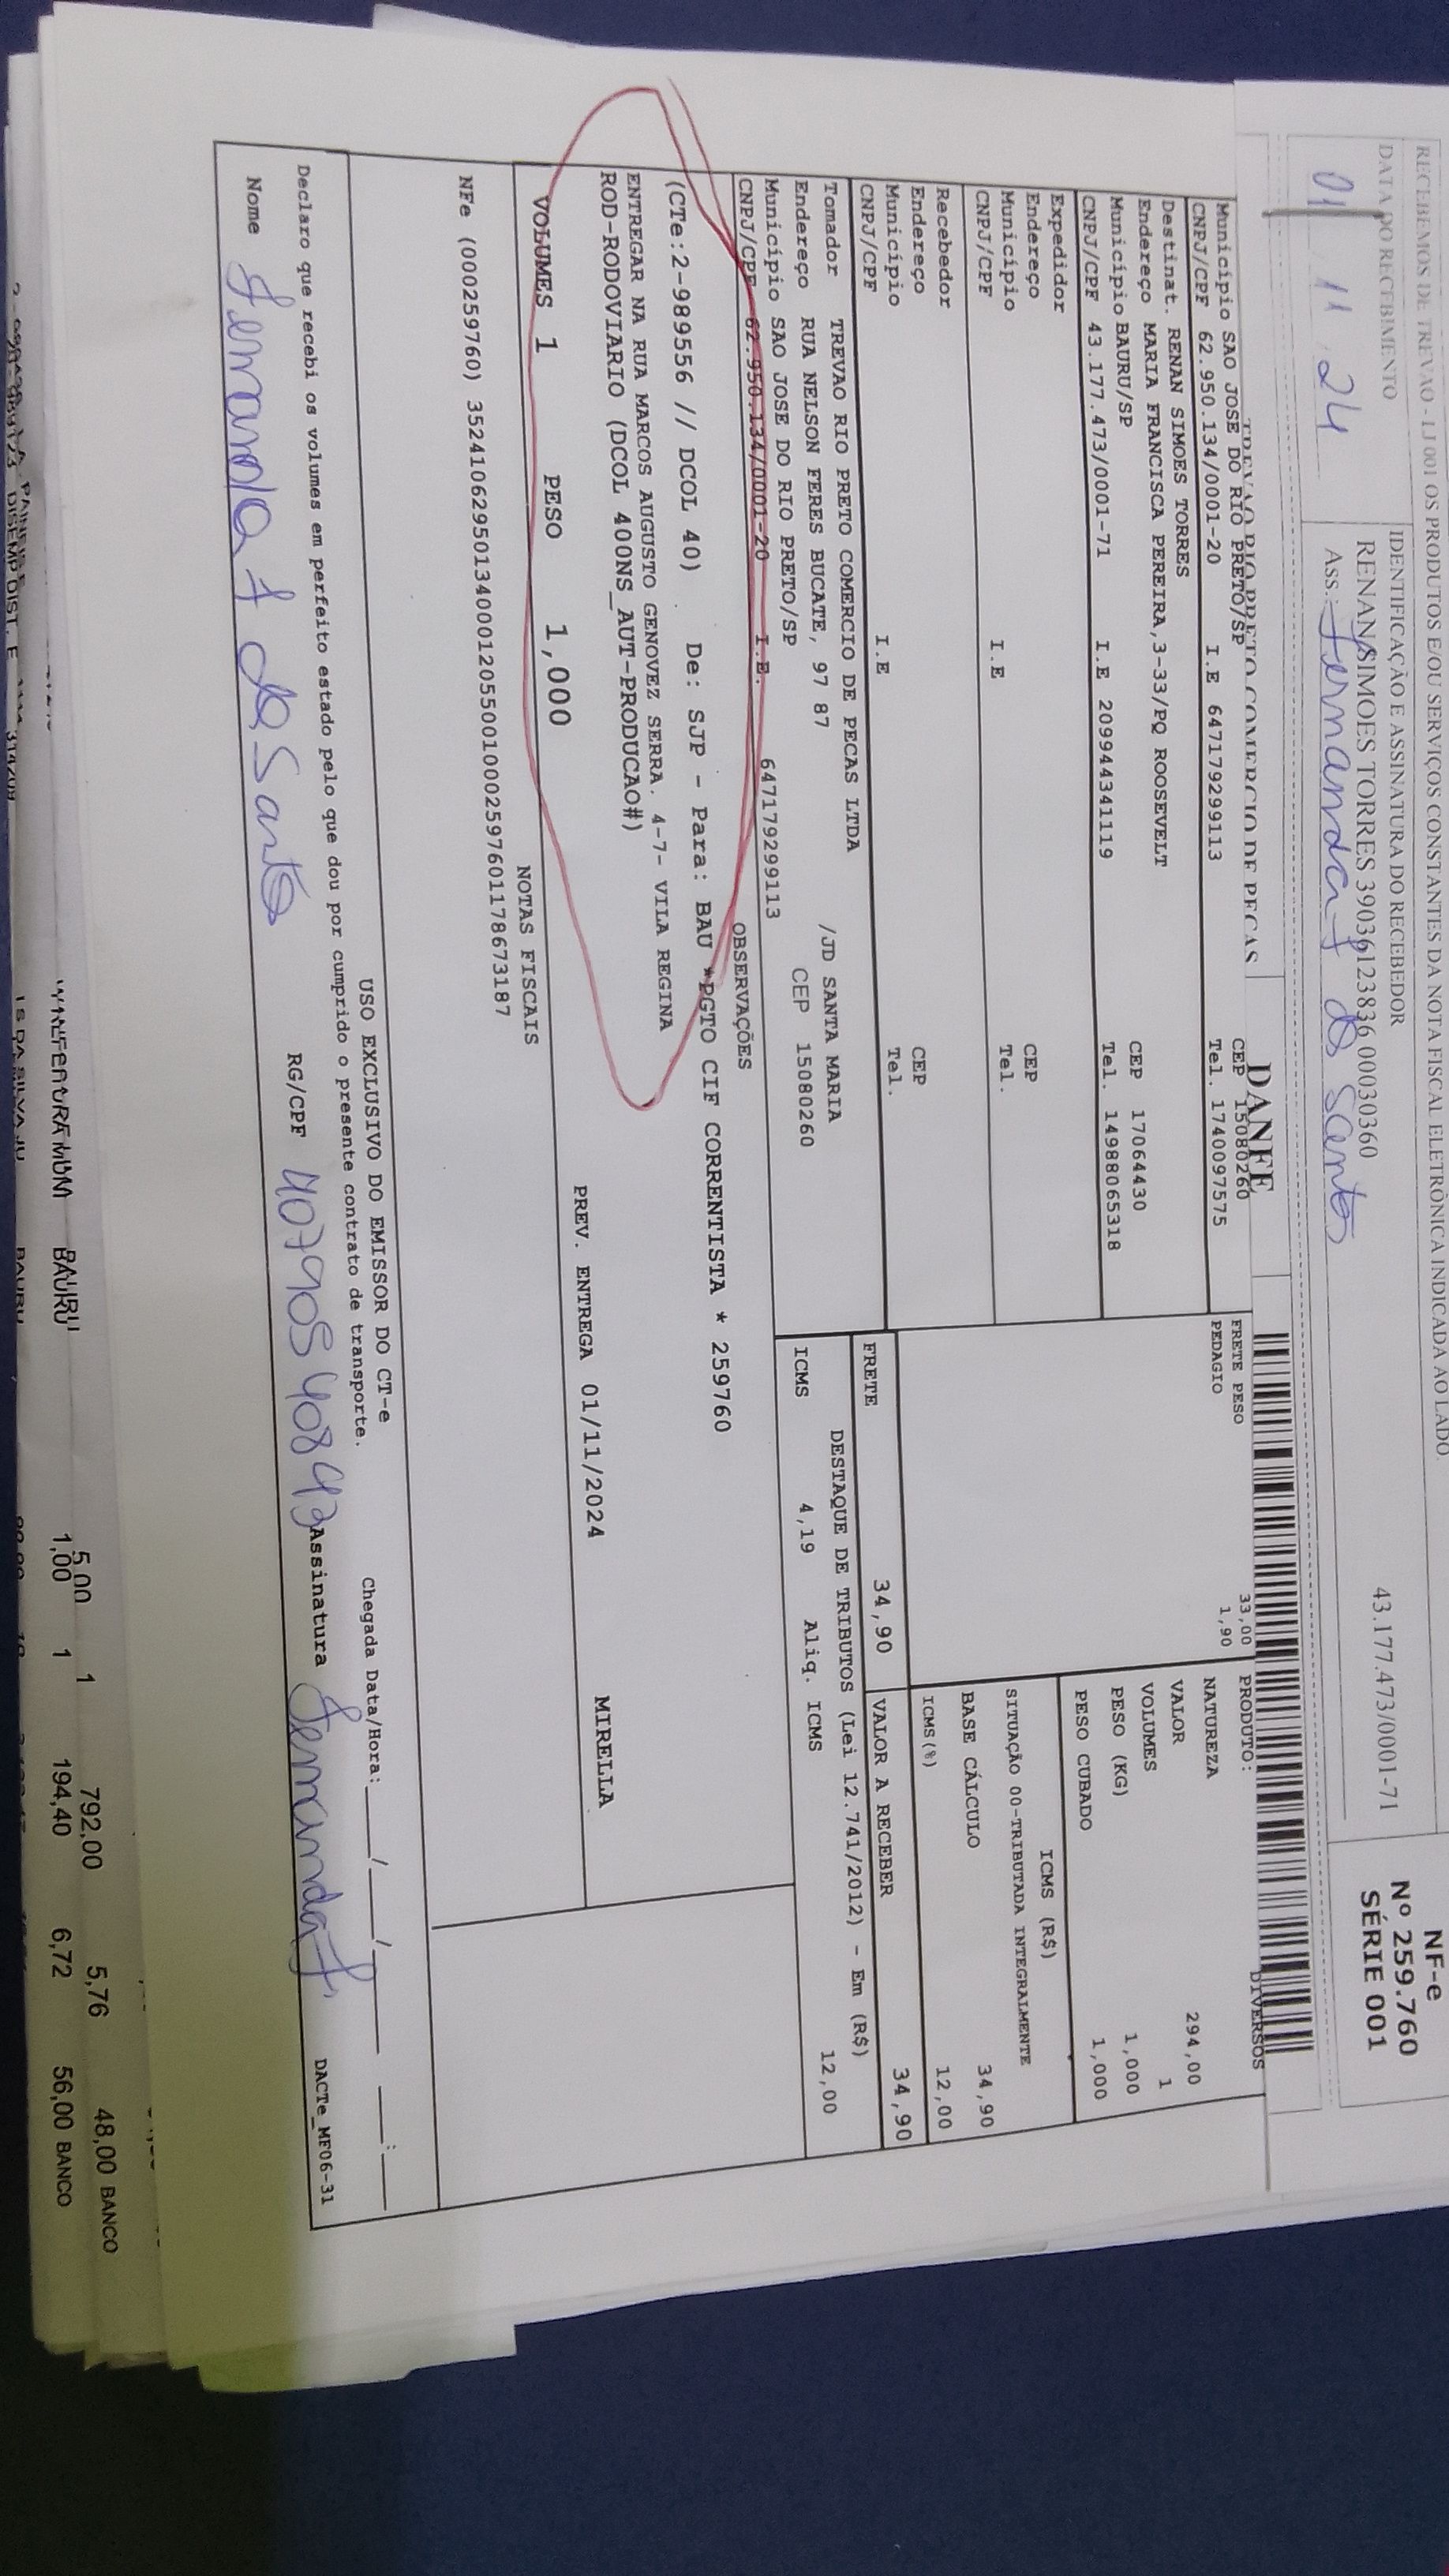 RECEBEMOS DE TREVAO - LJ 001 OS PRODUTOS E/OU SERVIÇOS CONSTANTES DA NOTA FISCAL ELETRÔNICA INDICADA AO LADO.
NF-e
Nº 259.760
SÉRIE 001
DATA DO RECEBIMENTO
IDENTIFICAÇÃO E ASSINATURA DO RECEBEDOR
RENAN SIMOES TORRES 39036123836 00030360 43.177.473/0001-71
01 11 24
Ass.: Fernanda f do Santo
TREVAO RIO PRETO COMERCIO DE PECAS
DANFE
Município SAO JOSE DO RIO PRETO/SP CEP 15080260
CNPJ/CPF 62.950.134/0001-20 I.E 647179299113 Tel. 1740097575
Destinat. RENAN SIMOES TORRES
Endereço MARIA FRANCISCA PEREIRA,3-33/PQ ROOSEVELT
Município BAURU/SP CEP 17064430
CNPJ/CPF 43.177.473/0001-71 I.E 209944341119 Tel. 14988065318
Expedidor
Endereço
Município CEP
CNPJ/CPF I.E Tel.
Recebedor
Endereço
Município CEP
CNPJ/CPF I.E Tel.
FRETE PESO 33,00
PEDAGIO 1,90
PRODUTO: DIVERSOS
NATUREZA
VALOR 294,00
VOLUMES 1
PESO (KG) 1,000
PESO CUBADO 1,000
ICMS (R$)
SITUAÇÃO 00-TRIBUTADA INTEGRALMENTE
BASE CÁLCULO 34,90
ICMS(%) 12,00
FRETE 34,90
VALOR A RECEBER 34,90
Tomador TREVAO RIO PRETO COMERCIO DE PECAS LTDA
Endereço RUA NELSON FERES BUCATE, 97 87 /JD SANTA MARIA
Município SAO JOSE DO RIO PRETO/SP CEP 15080260
CNPJ/CPF 62.950.134/0001-20 I.E. 647179299113
DESTAQUE DE TRIBUTOS (Lei 12.741/2012) - Em (R$)
ICMS 4,19 Aliq. ICMS 12,00
OBSERVAÇÕES
(CTe:2-989556 // DCOL 40) De: SJP - Para: BAU *PGTO CIF CORRENTISTA * 259760
ENTREGAR NA RUA MARCOS AUGUSTO GENOVEZ SERRA. 4-7- VILA REGINA
ROD-RODOVIARIO (DCOL 400NS_AUT-PRODUCAO#)
VOLUMES 1 PESO 1,000 PREV. ENTREGA 01/11/2024 MIRELLA
NOTAS FISCAIS
NFe (000259760) 35241062950134000120550010002597601178673187
USO EXCLUSIVO DO EMISSOR DO CT-e
Declaro que recebi os volumes em perfeito estado pelo que dou por cumprido o presente contrato de transporte.
Chegada Data/Hora:____/____/____ ___:___
Nome Fernanda f do Santo RG/CPF 40790540843 Assinatura Fernanda f
DACTe_MF06-31
5,00 1 792,00 5,76 48,00 BANCO
BAURU 1,00 1 194,40 6,72 56,00 BANCO